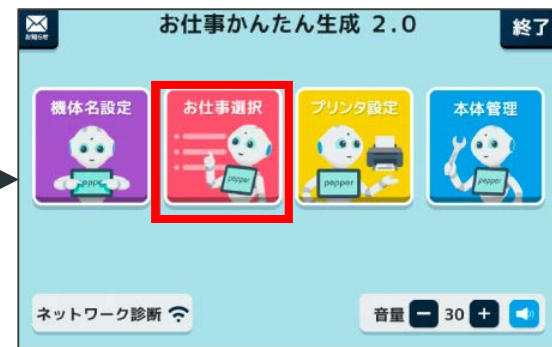 お知らせ
お仕事かんたん生成 2.0
終了
機体名設定
お仕事選択
プリンタ設定
本体管理
pepper
pepper
pepper
pepper
ネットワーク診断
音量 - 30 +